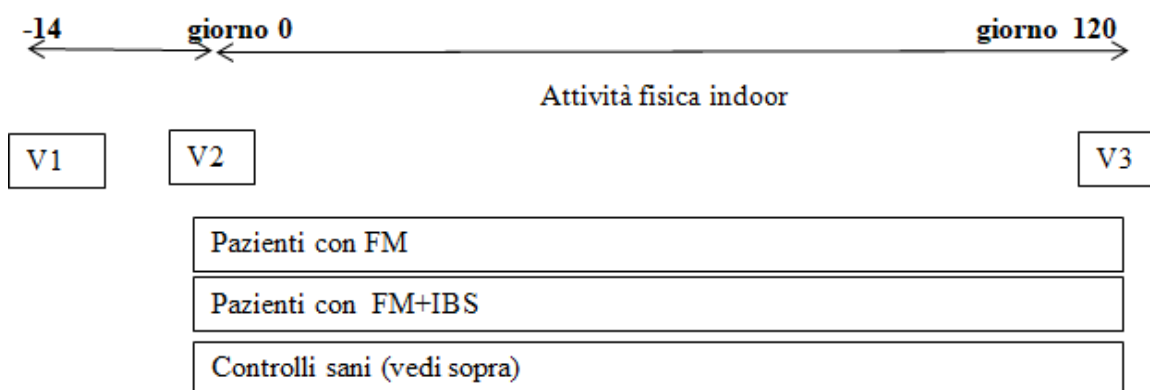 -14 giorno 0 giorno 120
Attività fisica indoor
V1 V2 V3
Pazienti con FM
Pazienti con FM+IBS
Controlli sani (vedi sopra)